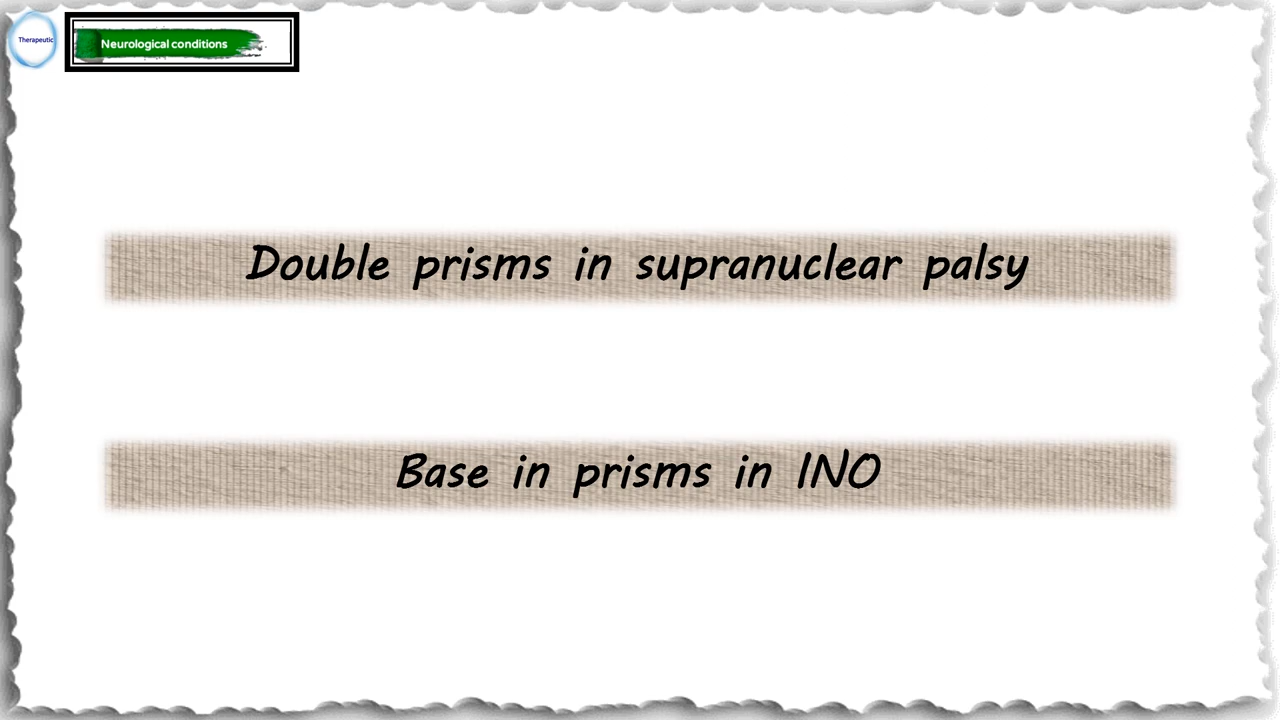 Therapeutic
Neurological conditions
Double prisms in supranuclear palsy
Base in prisms in INO